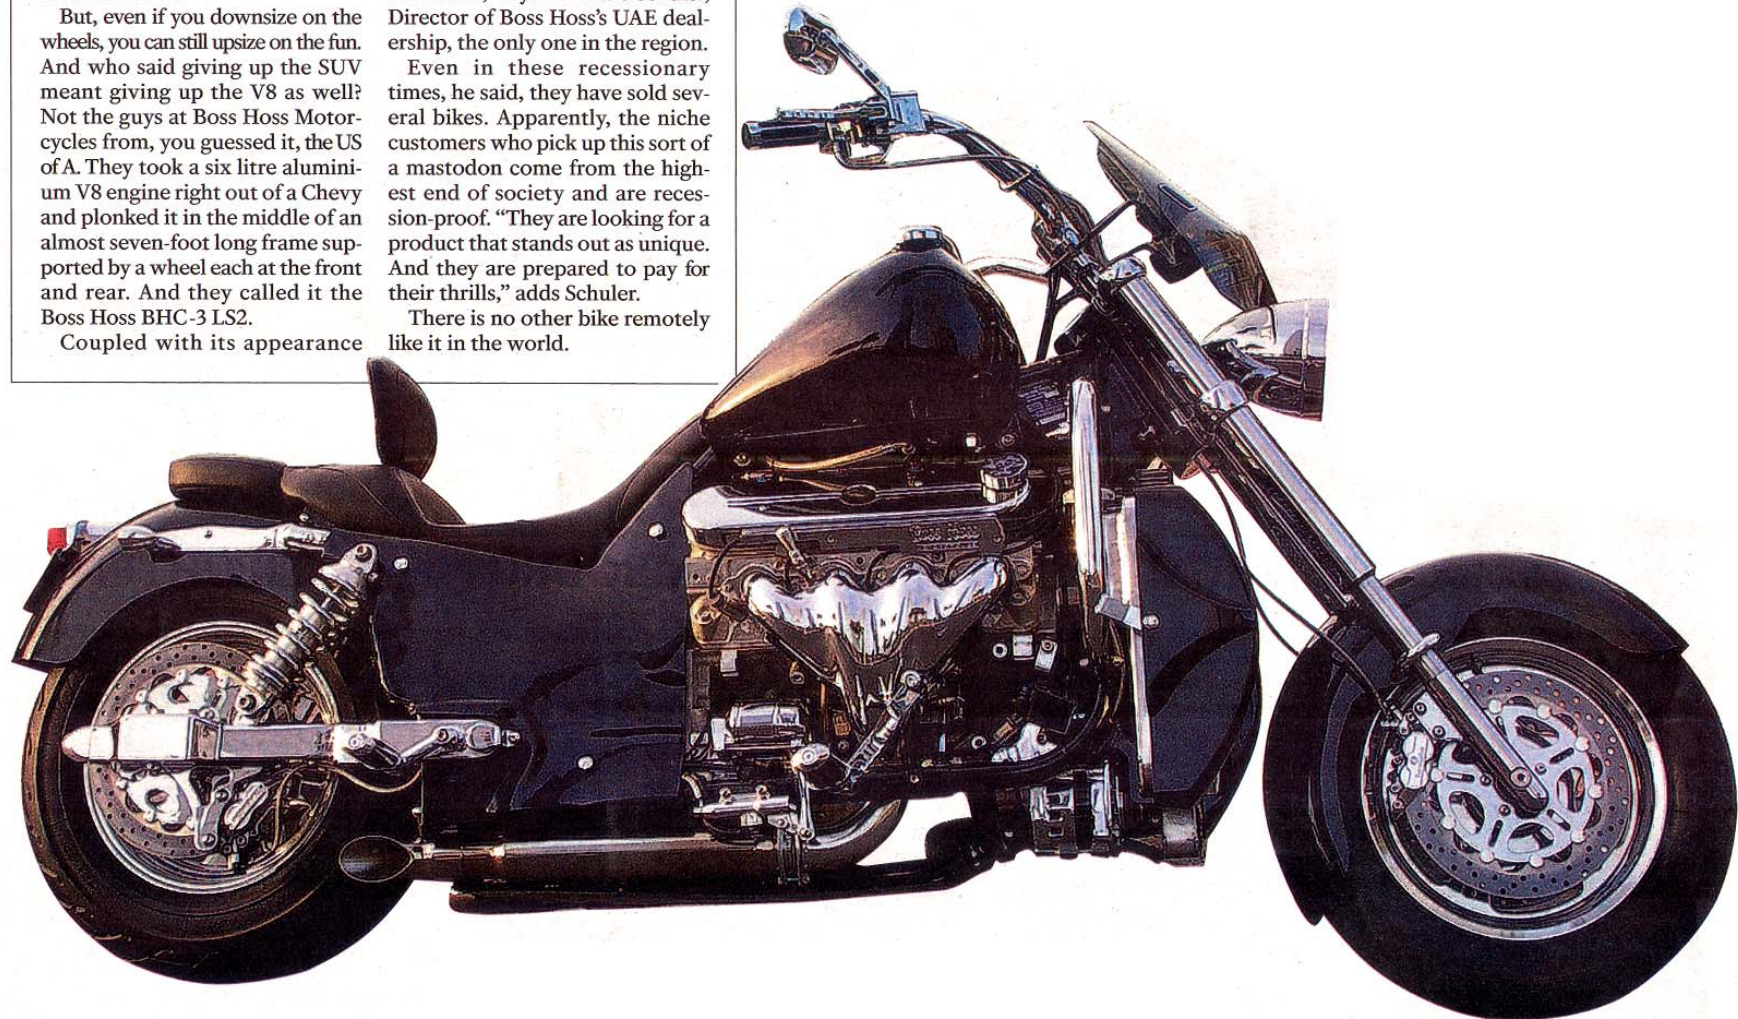 But, even if you downsize on the
wheels, you can still upsize on the fun.
And who said giving up the SUV
meant giving up the V8 as well?
Not the guys at Boss Hoss Motor-
cycles from, you guessed it, the US
of A. They took a six litre alumini-
um V8 engine right out of a Chevy
and plonked it in the middle of an
almost seven-foot long frame sup-
ported by a wheel each at the front
and rear. And they called it the
Boss Hoss BHC-3 LS2.
Coupled with its appearance
Director of Boss Hoss's UAE deal-
ership, the only one in the region.
Even in these recessionary
times, he said, they have sold sev-
eral bikes. Apparently, the niche
customers who pick up this sort of
a mastodon come from the high-
est end of society and are reces-
sion-proof. “They are looking for a
product that stands out as unique.
And they are prepared to pay for
their thrills,” adds Schuler.
There is no other bike remotely
like it in the world.
Boss Hoss